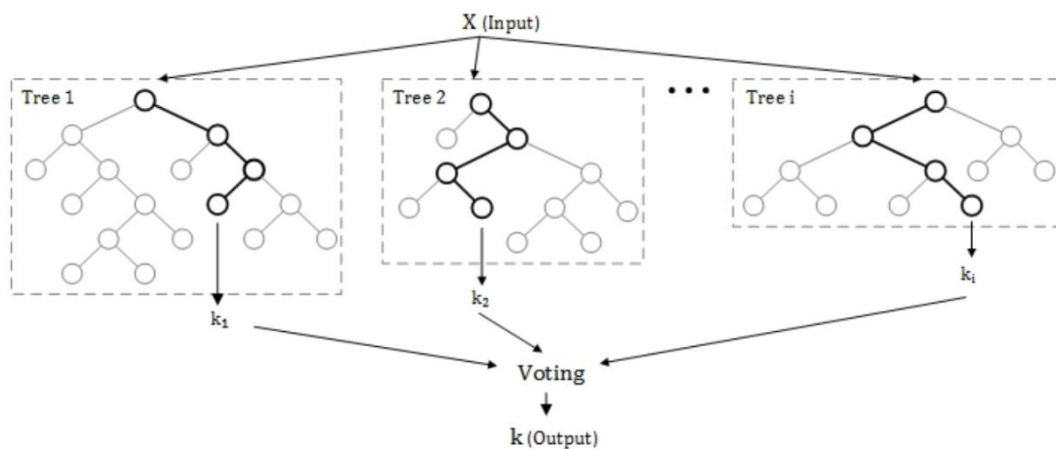 X (Input)
Tree 1
Tree 2
• • •
Tree i
k₁
k₂
kᵢ
Voting
k (Output)